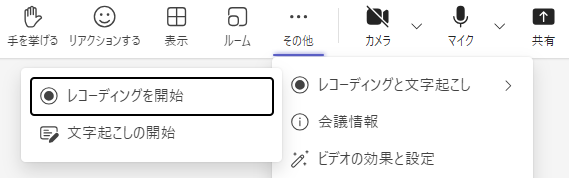 手を挙げる リアクションする 表示 ルーム その他 カメラ マイク 共有
レコーディングと文字起こし
レコーディングを開始
会議情報
文字起こしの開始
ビデオの効果と設定